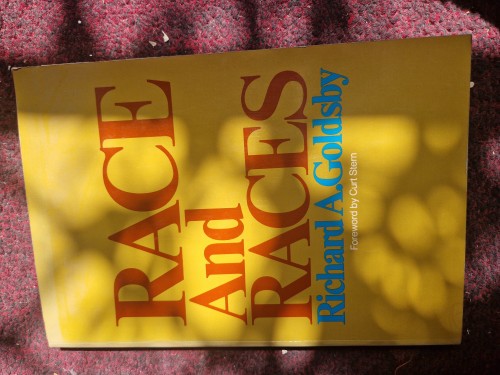 RACE
And
RACES
Richard A. Goldsby
Foreword by Curt Stern